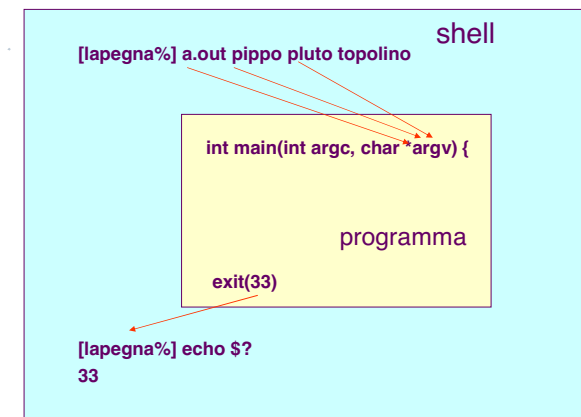 shell
[lapegna%] a.out pippo pluto topolino
int main(int argc, char *argv) {
programma
exit(33)
[lapegna%] echo $?
33